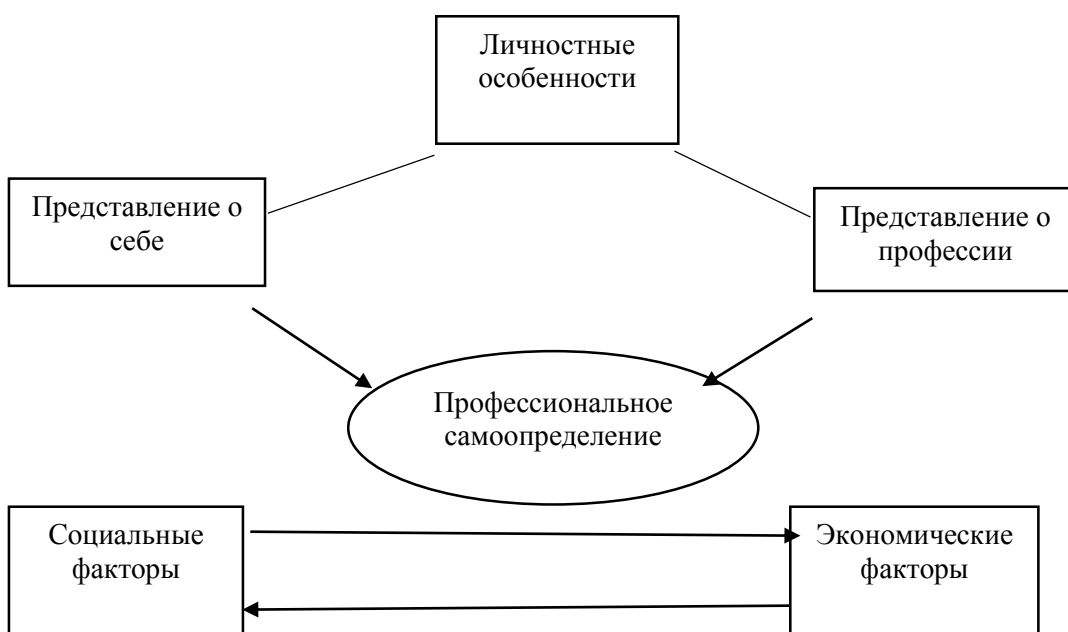 Личностные
особенности
Представление о
себе
Представление о
профессии
Профессиональное
самоопределение
Социальные
факторы
Экономические
факторы